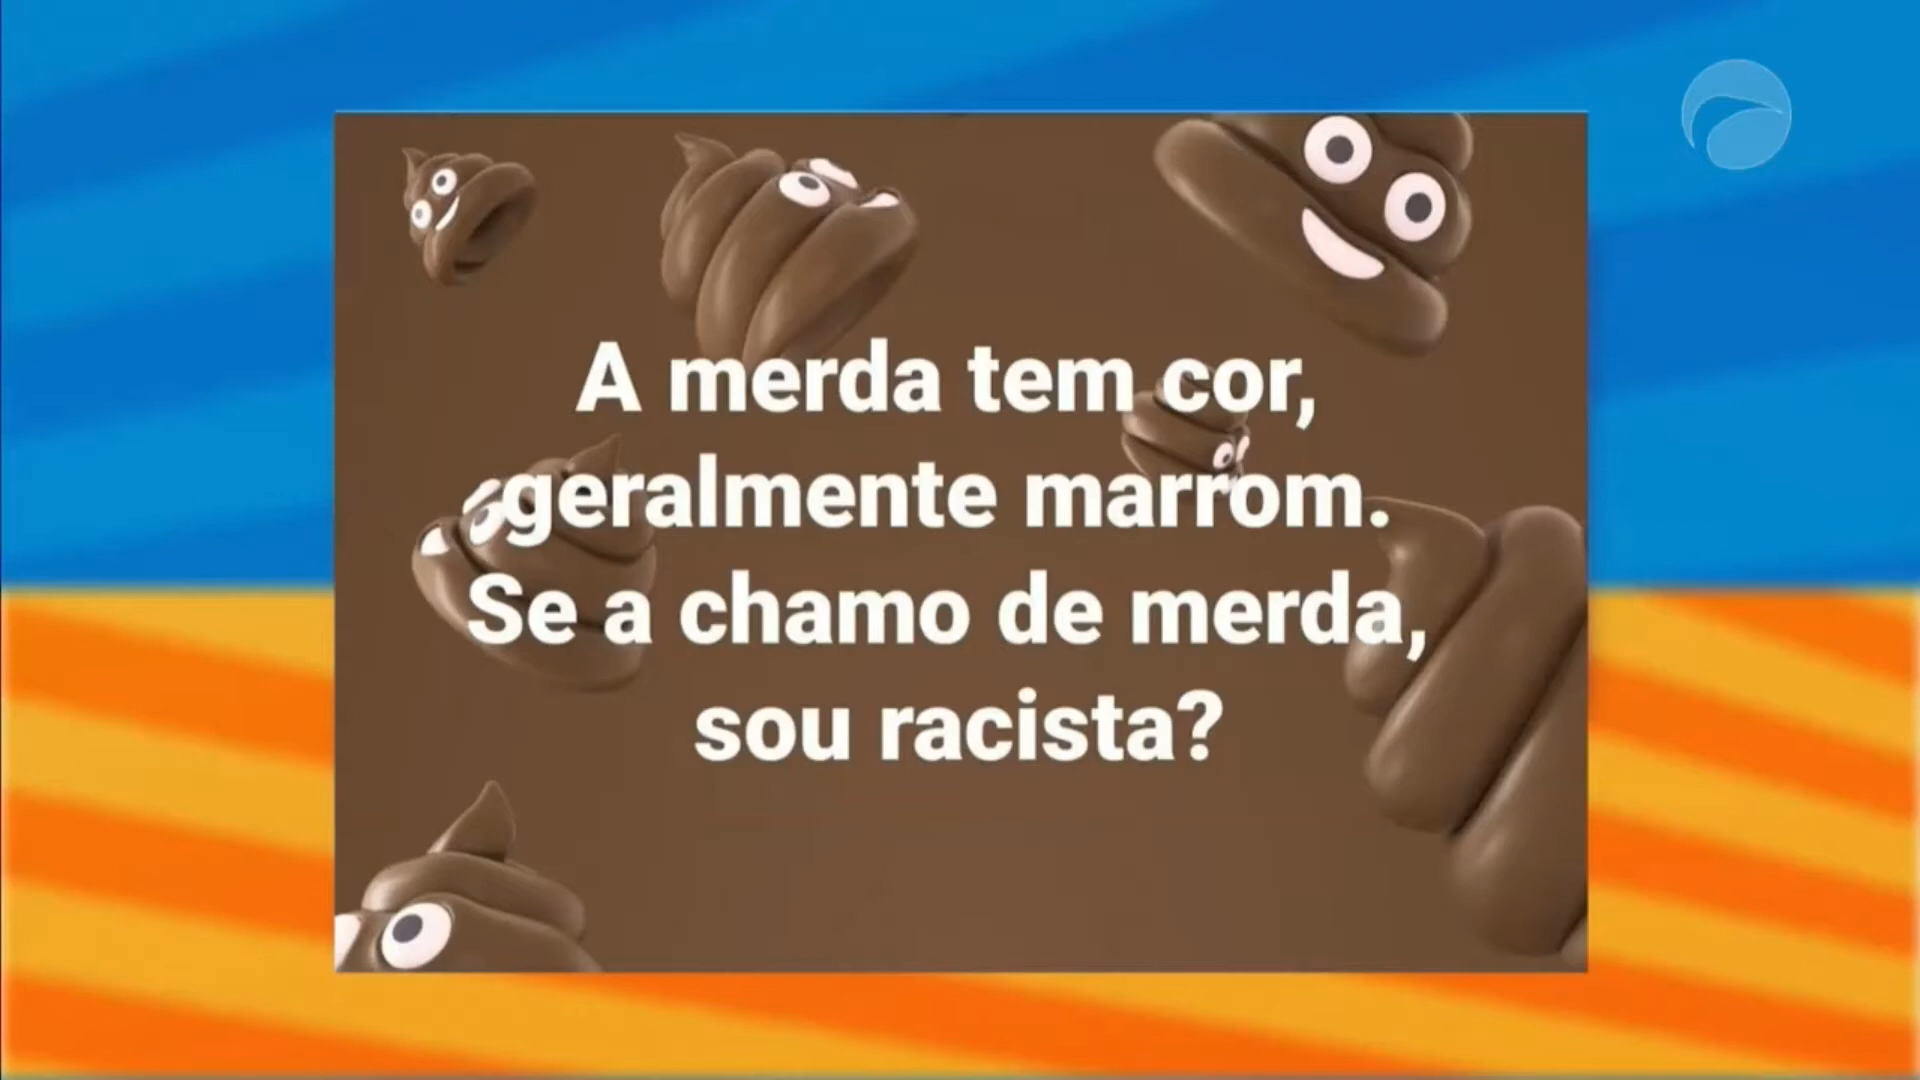 A merda tem cor,
geralmente marrom.
Se a chamo de merda,
sou racista?